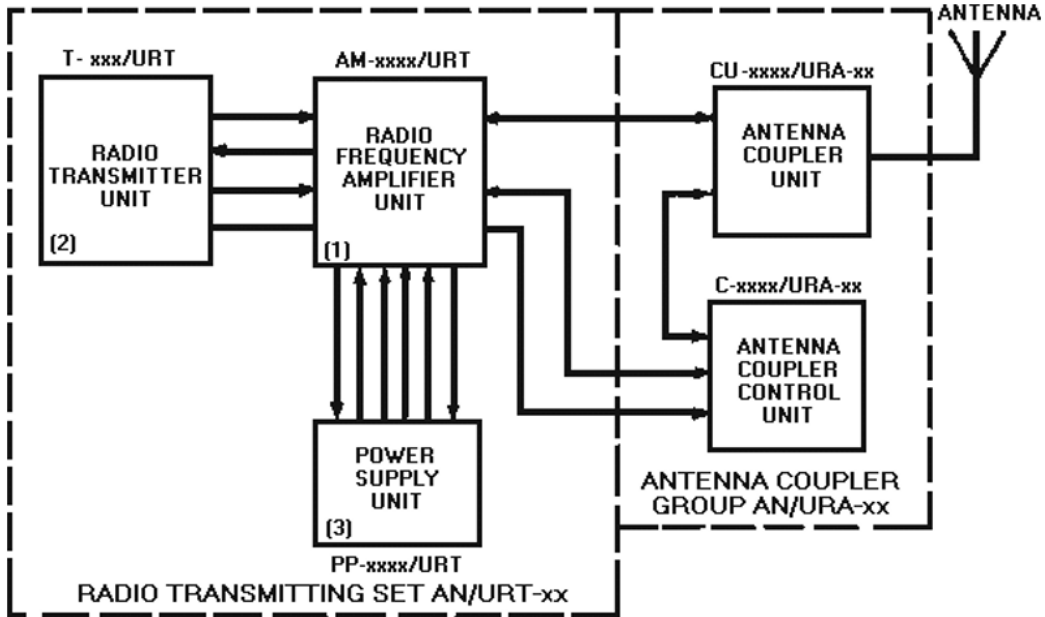 ANTENNA
T- xxx/URT
RADIO
TRANSMITTER
UNIT
(2)
AM-xxxx/URT
RADIO
FREQUENCY
AMPLIFIER
UNIT
(1)
CU-xxxx/URA-xx
ANTENNA
COUPLER
UNIT
C-xxxx/URA-xx
ANTENNA
COUPLER
CONTROL
UNIT
POWER
SUPPLY
UNIT
(3)
PP-xxxx/URT
ANTENNA COUPLER
GROUP AN/URA-xx
RADIO TRANSMITTING SET AN/URT-xx